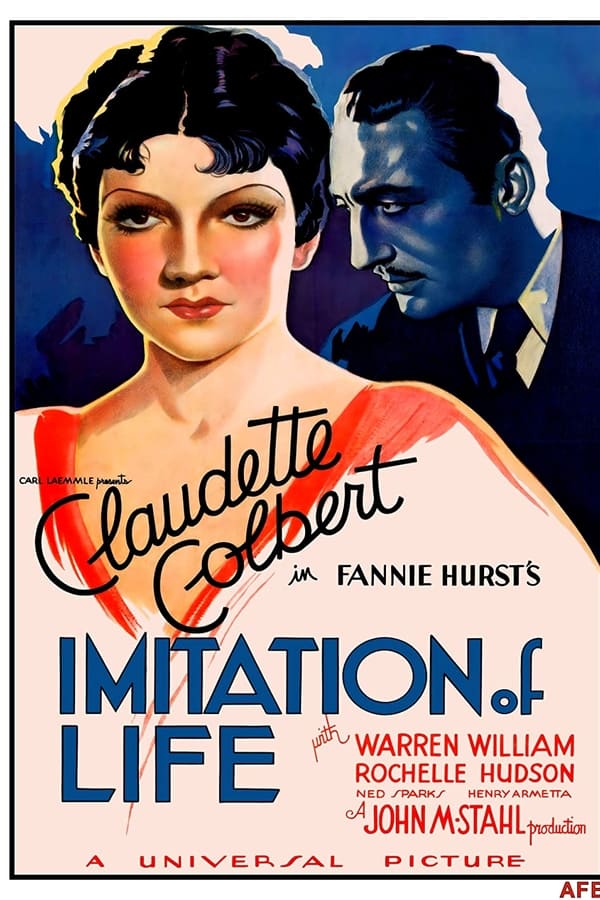 CARL LAEMMLE presents
Claudette
Colbert
in FANNIE HURST'S
IMITATION of
LIFE
with WARREN WILLIAM
ROCHELLE HUDSON
NED SPARKS HENRY ARMETTA
A JOHN M·STAHL production
A UNIVERSAL PICTURE
AFE